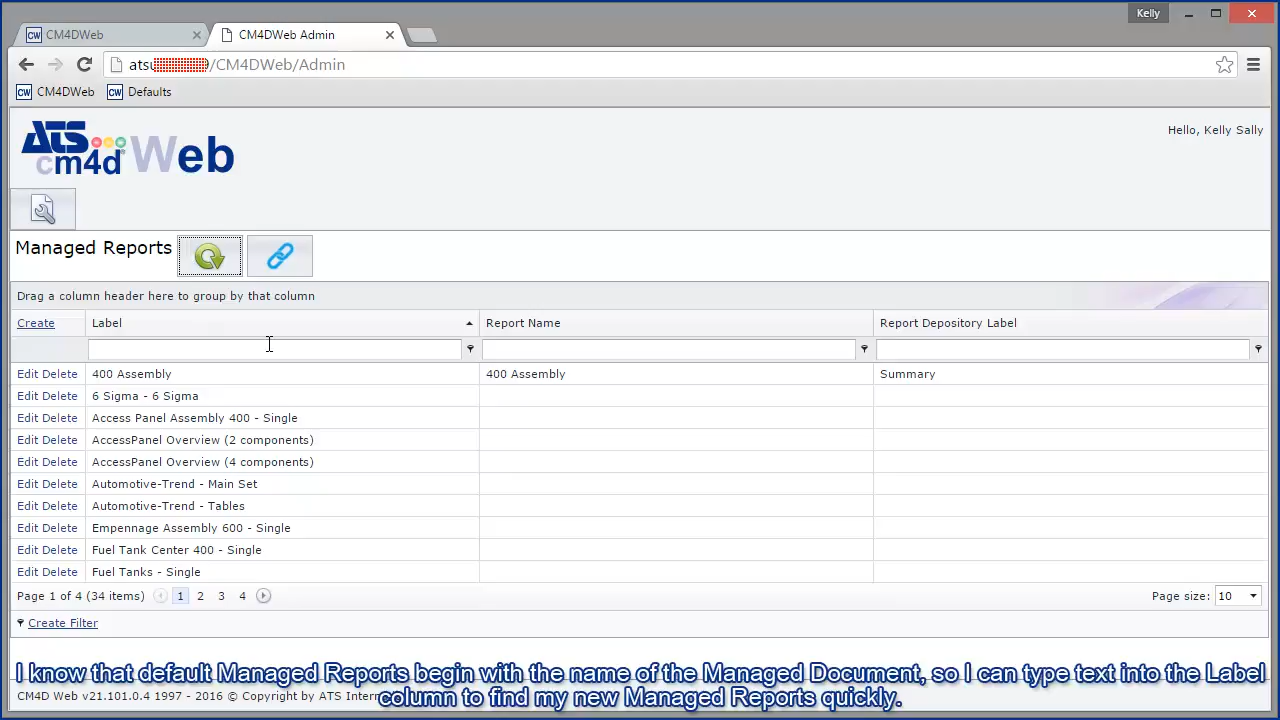 Kelly
CW CM4DWeb
CM4DWeb Admin
atsu /CM4DWeb/Admin
CW CM4DWeb CW Defaults
ATS
cm4d Web
Hello, Kelly Sally
Managed Reports
Drag a column header here to group by that column
Create Label Report Name Report Depository Label
Edit Delete 400 Assembly 400 Assembly Summary
Edit Delete 6 Sigma - 6 Sigma
Edit Delete Access Panel Assembly 400 - Single
Edit Delete AccessPanel Overview (2 components)
Edit Delete AccessPanel Overview (4 components)
Edit Delete Automotive-Trend - Main Set
Edit Delete Automotive-Trend - Tables
Edit Delete Empennage Assembly 600 - Single
Edit Delete Fuel Tank Center 400 - Single
Edit Delete Fuel Tanks - Single
Page 1 of 4 (34 items) 1 2 3 4 Page size: 10
Create Filter
I know that default Managed Reports begin with the name of the Managed Document, so I can type text into the Label
column to find my new Managed Reports quickly.
CM4D Web v21.101.0.4 1997 - 2016 © Copyright by ATS